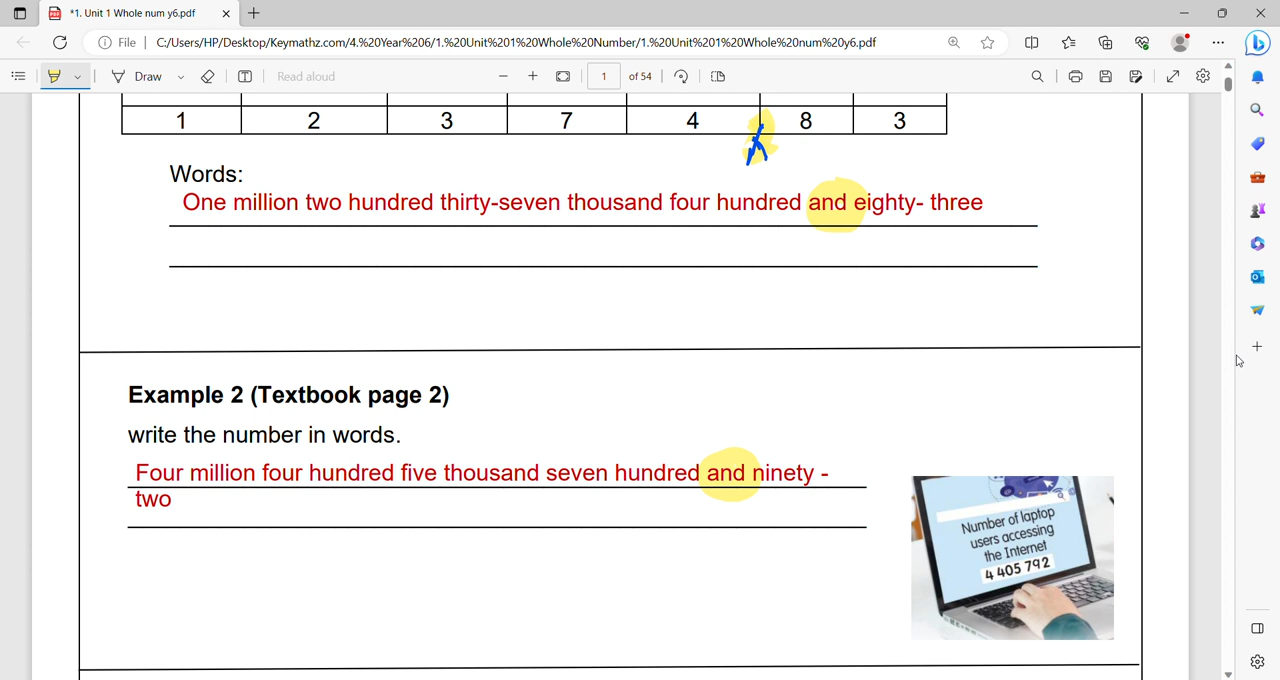 *1. Unit 1 Whole num y6.pdf
File
C:/Users/HP/Desktop/Keymathz.com/4.%20Year%206/1.%20Unit%201%20Whole%20Number/1.%20Unit%201%20Whole%20num%20y6.pdf
Draw
Read aloud
1 of 54
1 2 3 7 4 8 3
Words:
One million two hundred thirty-seven thousand four hundred and eighty- three
Example 2 (Textbook page 2)
write the number in words.
Four million four hundred five thousand seven hundred and ninety -
two
Number of laptop
users accessing
the Internet
4 405 792